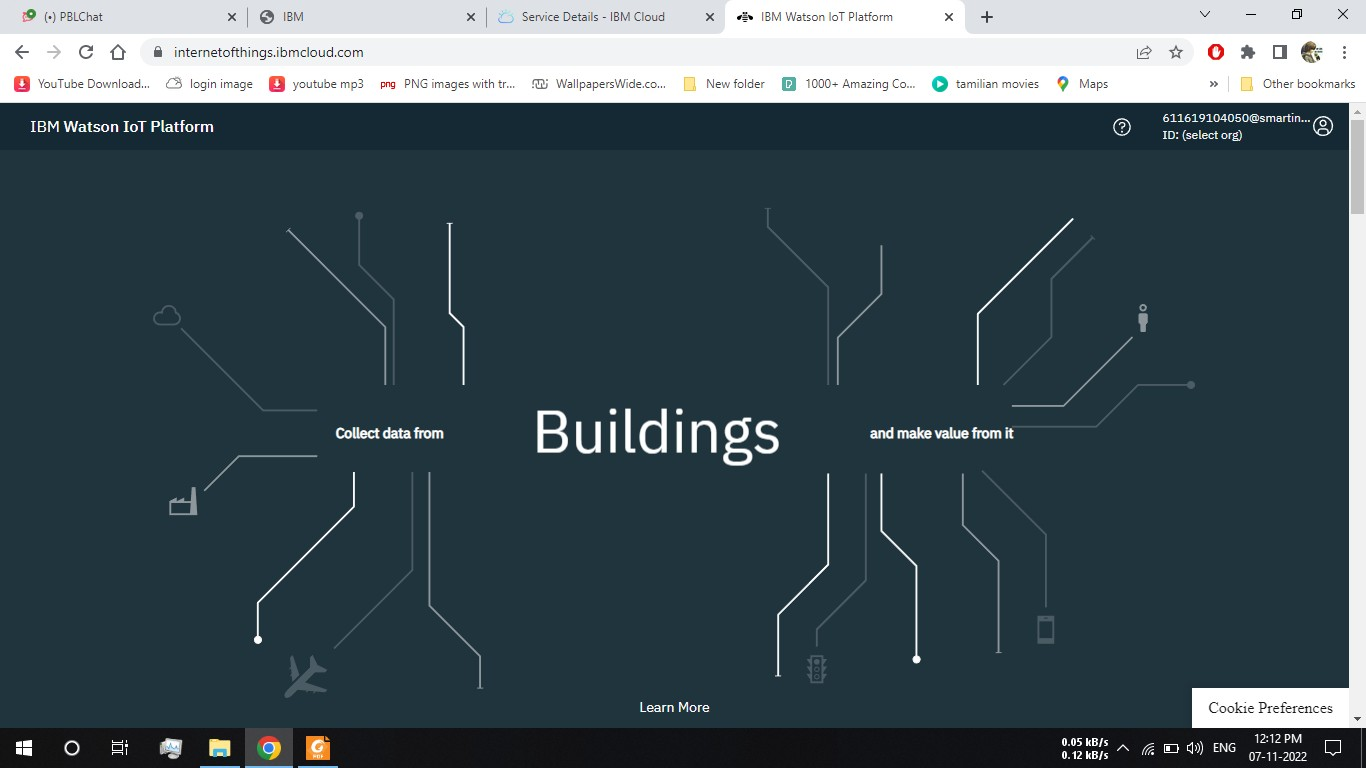 (•) PBLChat
IBM
Service Details - IBM Cloud
IBM Watson IoT Platform
internetofthings.ibmcloud.com
YouTube Download...
login image
youtube mp3
png
PNG images with tr...
WallpapersWide.co...
New folder
1000+ Amazing Co...
tamilian movies
Maps
»
Other bookmarks
IBM Watson IoT Platform
611619104050@smartin...
ID: (select org)
Collect data from
Buildings
and make value from it
Learn More
Cookie Preferences
0.05 kB/s
0.12 kB/s
ENG
12:12 PM
07-11-2022